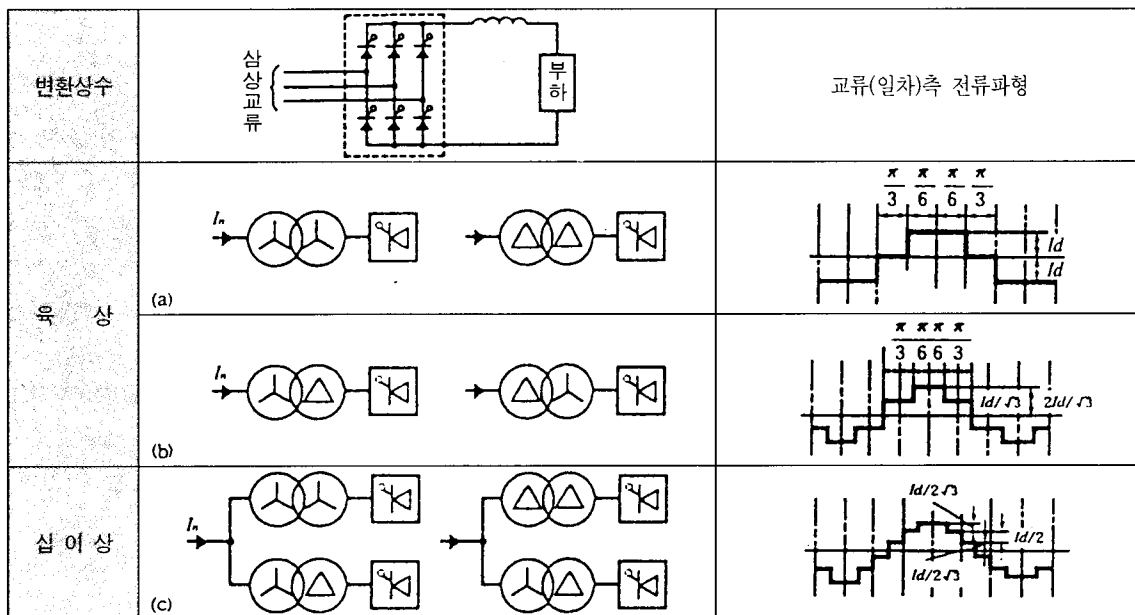 변환상수
삼상교류
부하
교류(일차)측 전류파형
육 상
Iₙ
(a)
π/3 π/6 π/6 π/3
Id
Id
Iₙ
(b)
π/3 π/6 π/6 π/3
Id/√3 2Id/√3
십이상
Iₙ
(c)
Id/2√3
Id/2
Id/2√3